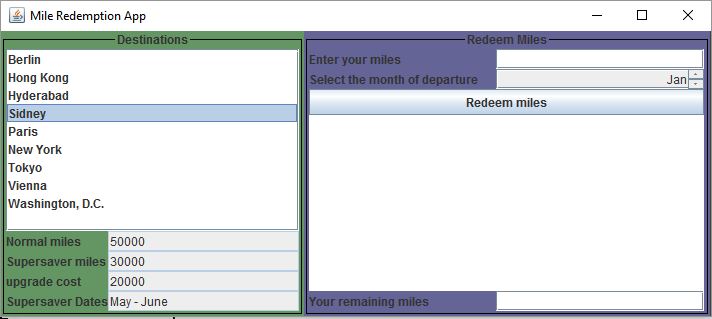 Mile Redemption App
Destinations
Berlin
Hong Kong
Hyderabad
Sidney
Paris
New York
Tokyo
Vienna
Washington, D.C.
Normal miles 50000
Supersaver miles 30000
upgrade cost 20000
Supersaver Dates May - June
Redeem Miles
Enter your miles
Select the month of departure Jan
Redeem miles
Your remaining miles